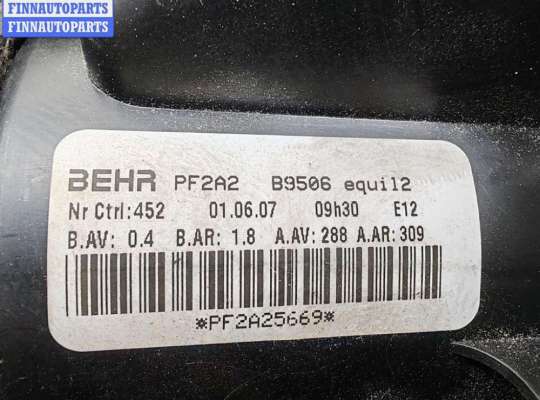 FINNAUTOPARTS
FINNAUTOPARTS
BEHR PF2A2 B9506 equil2
Nr Ctrl:452 01.06.07 09h30 E12
B.AV: 0.4 B.AR: 1.8 A.AV: 288 A.AR: 309
*PF2A25669*